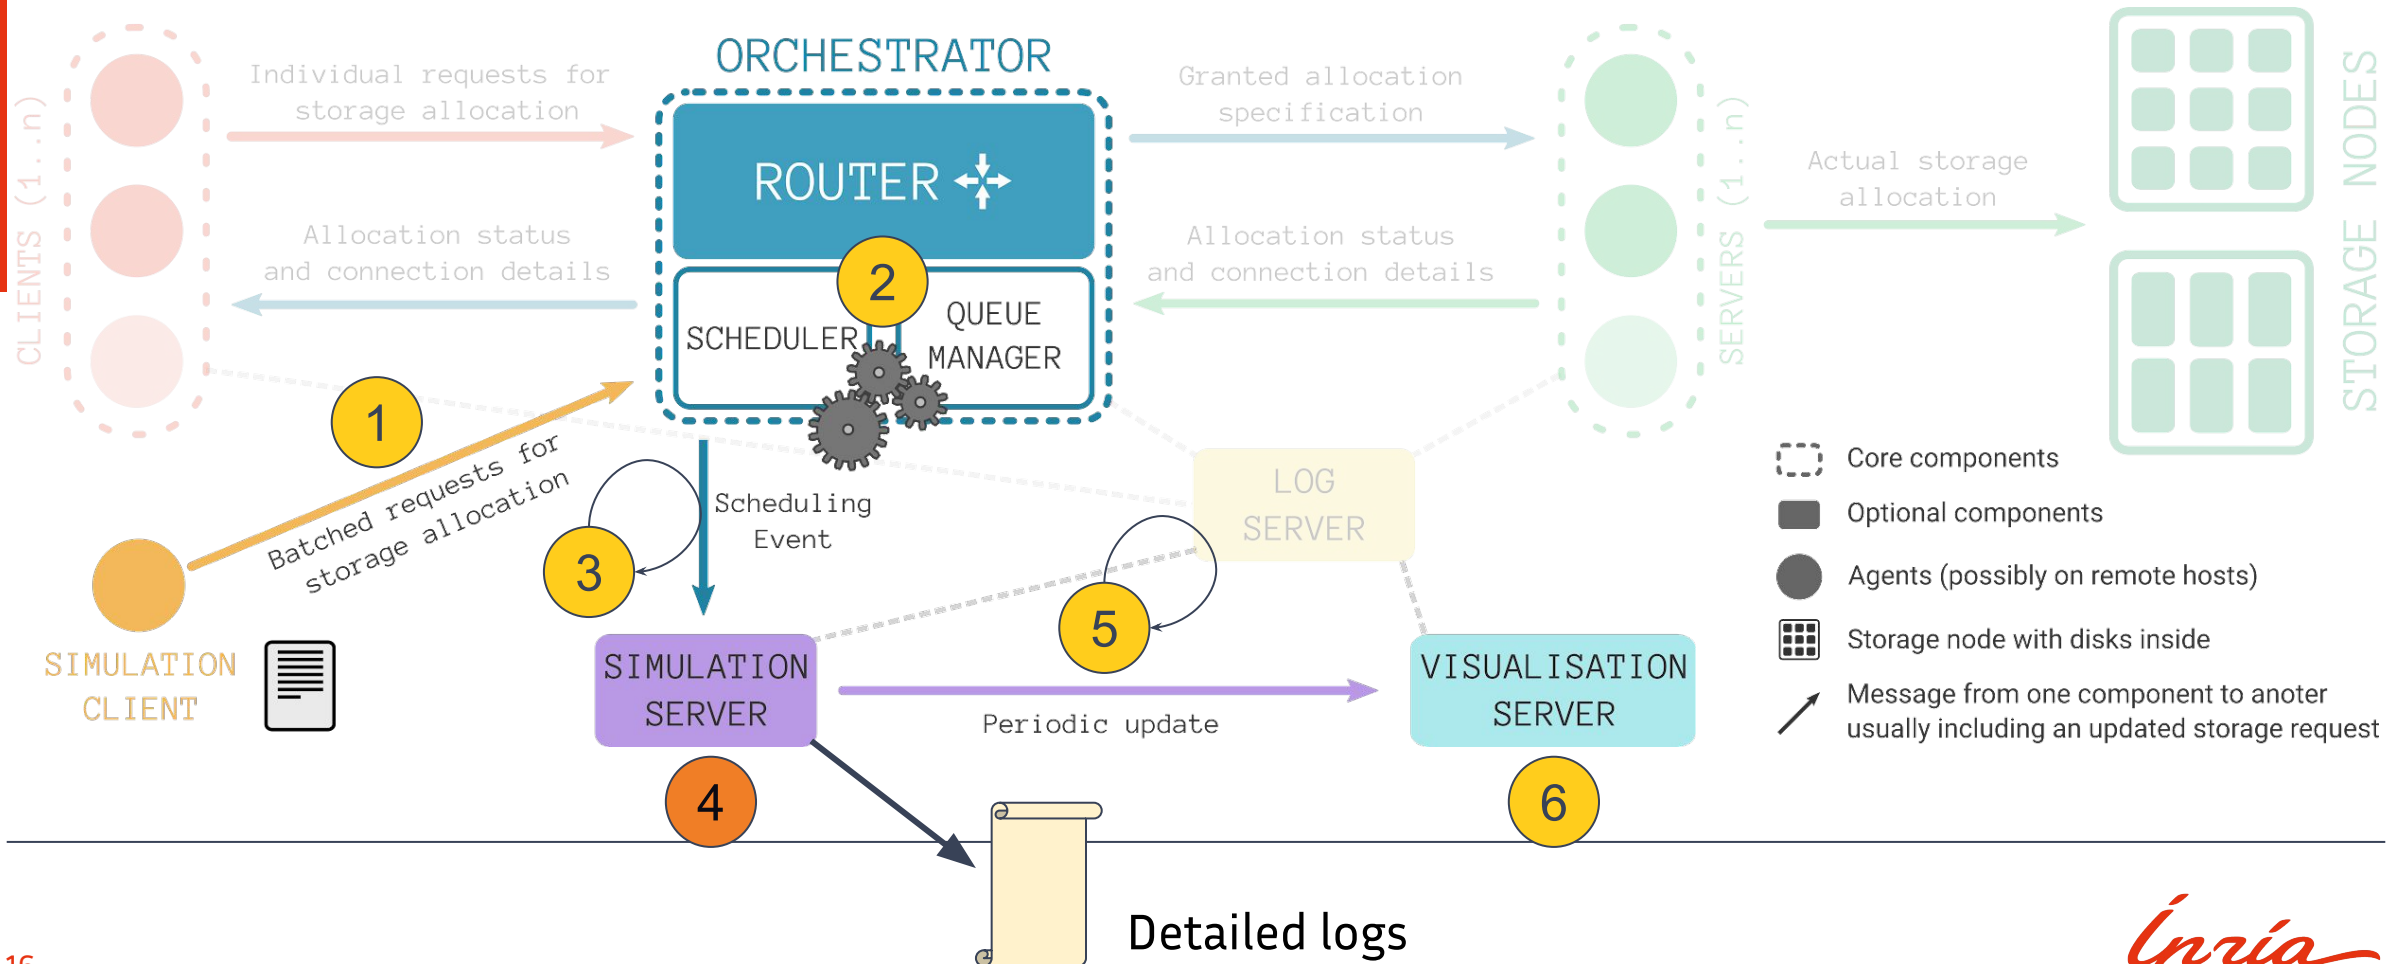 ORCHESTRATOR
CLIENTS (1..n)
Individual requests for
storage allocation
Allocation status
and connection details
ROUTER
2
SCHEDULER
QUEUE
MANAGER
Granted allocation
specification
Allocation status
and connection details
SERVERS (1..n)
Actual storage
allocation
STORAGE NODES
1
Batched requests for
storage allocation
SIMULATION
CLIENT
3
Scheduling
Event
LOG
SERVER
5
SIMULATION
SERVER
4
Periodic update
VISUALISATION
SERVER
6
Core components
Optional components
Agents (possibly on remote hosts)
Storage node with disks inside
Message from one component to anoter
usually including an updated storage request
Detailed logs
16
Inria